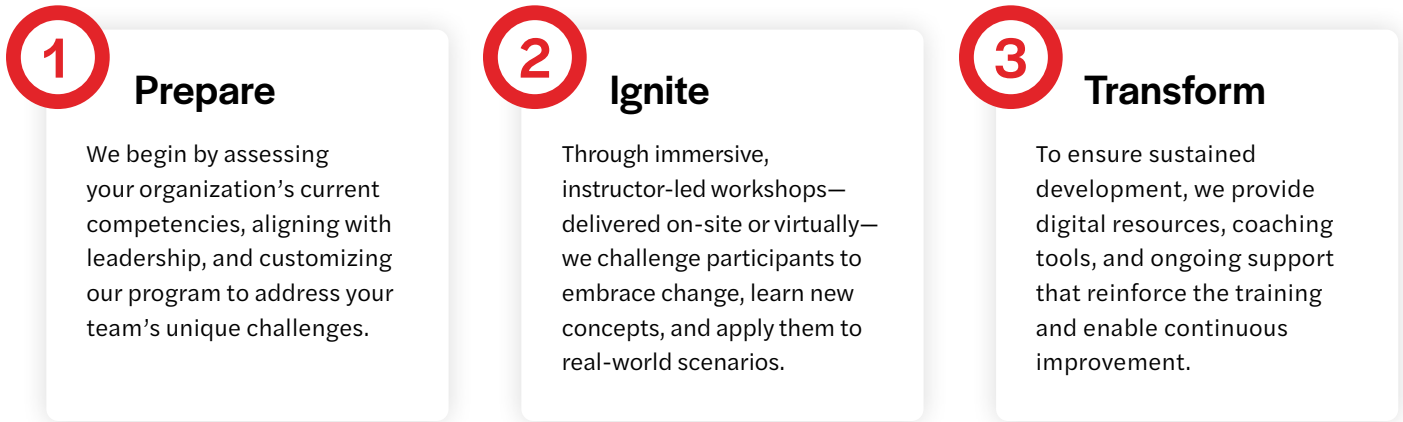 1
Prepare
We begin by assessing
your organization’s current
competencies, aligning with
leadership, and customizing
our program to address your
team’s unique challenges.
2
Ignite
Through immersive,
instructor-led workshops—
delivered on-site or virtually—
we challenge participants to
embrace change, learn new
concepts, and apply them to
real-world scenarios.
3
Transform
To ensure sustained
development, we provide
digital resources, coaching
tools, and ongoing support
that reinforce the training
and enable continuous
improvement.